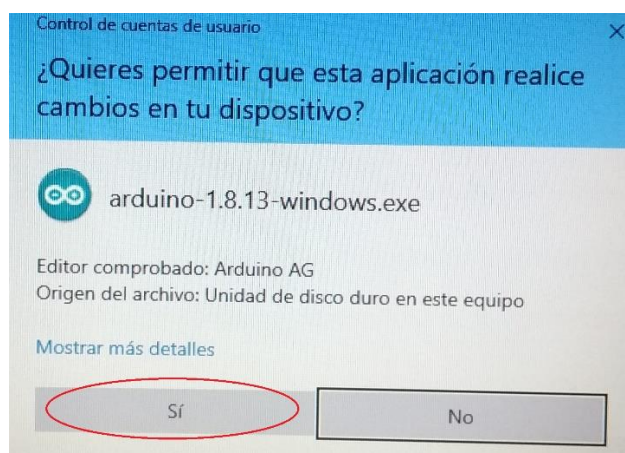 Control de cuentas de usuario
¿Quieres permitir que esta aplicación realice
cambios en tu dispositivo?
arduino-1.8.13-windows.exe
Editor comprobado: Arduino AG
Origen del archivo: Unidad de disco duro en este equipo
Mostrar más detalles
Sí
No